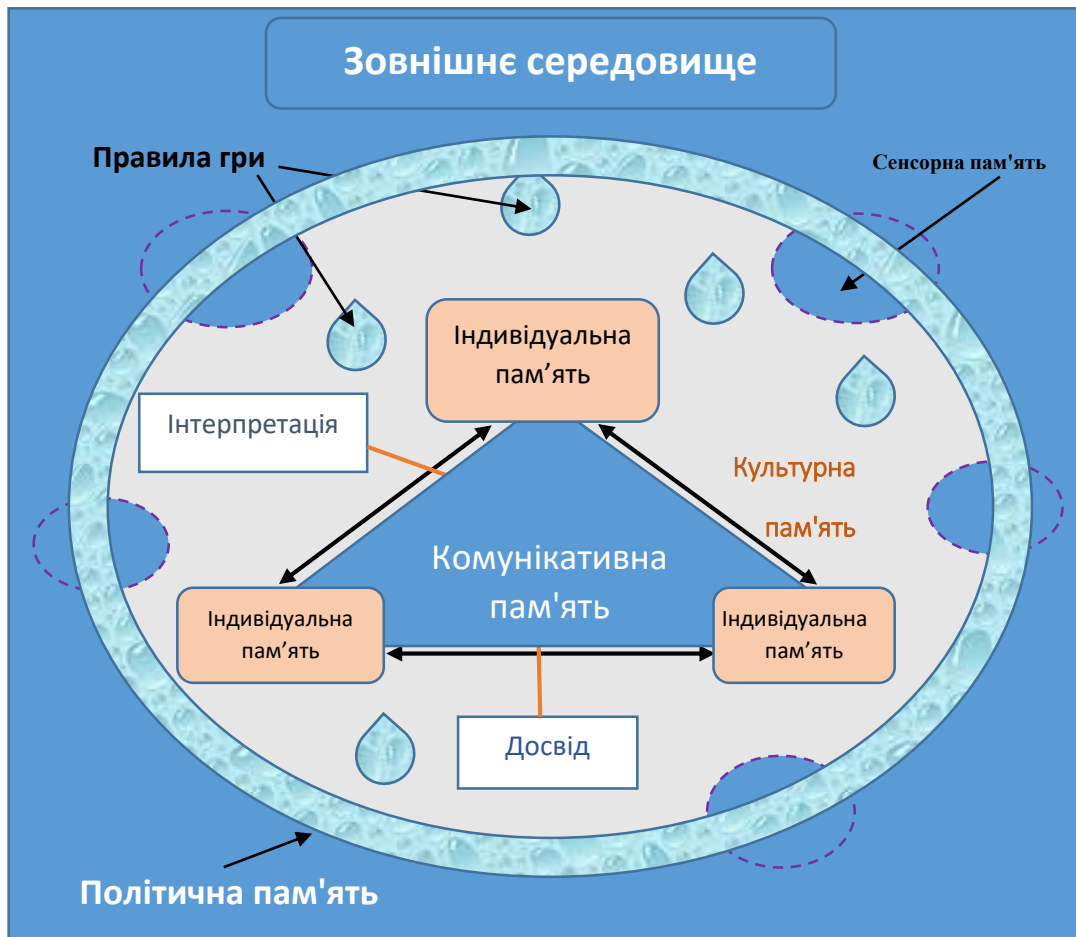 Зовнішнє середовище
Правила гри
Сенсорна пам'ять
Індивідуальна
пам’ять
Інтерпретація
Культурна
пам'ять
Комунікативна
пам'ять
Індивідуальна
пам’ять
Індивідуальна
пам’ять
Досвід
Політична пам'ять